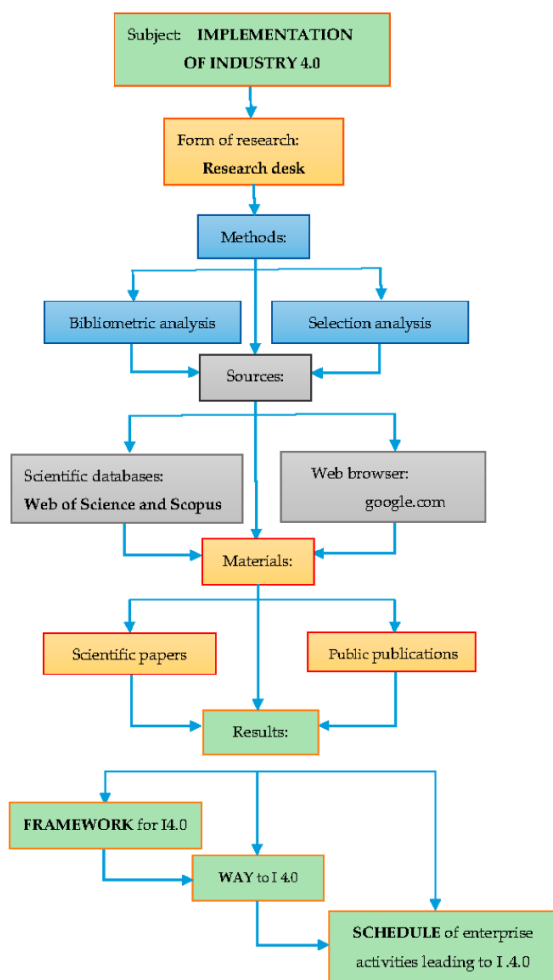 Subject: IMPLEMENTATION
OF INDUSTRY 4.0
Form of research:
Research desk
Methods:
Bibliometric analysis
Selection analysis
Sources:
Scientific databases:
Web of Science and Scopus
Web browser:
google.com
Materials:
Scientific papers
Public publications
Results:
FRAMEWORK for I4.0
WAY to I 4.0
SCHEDULE of enterprise
activities leading to I .4.0